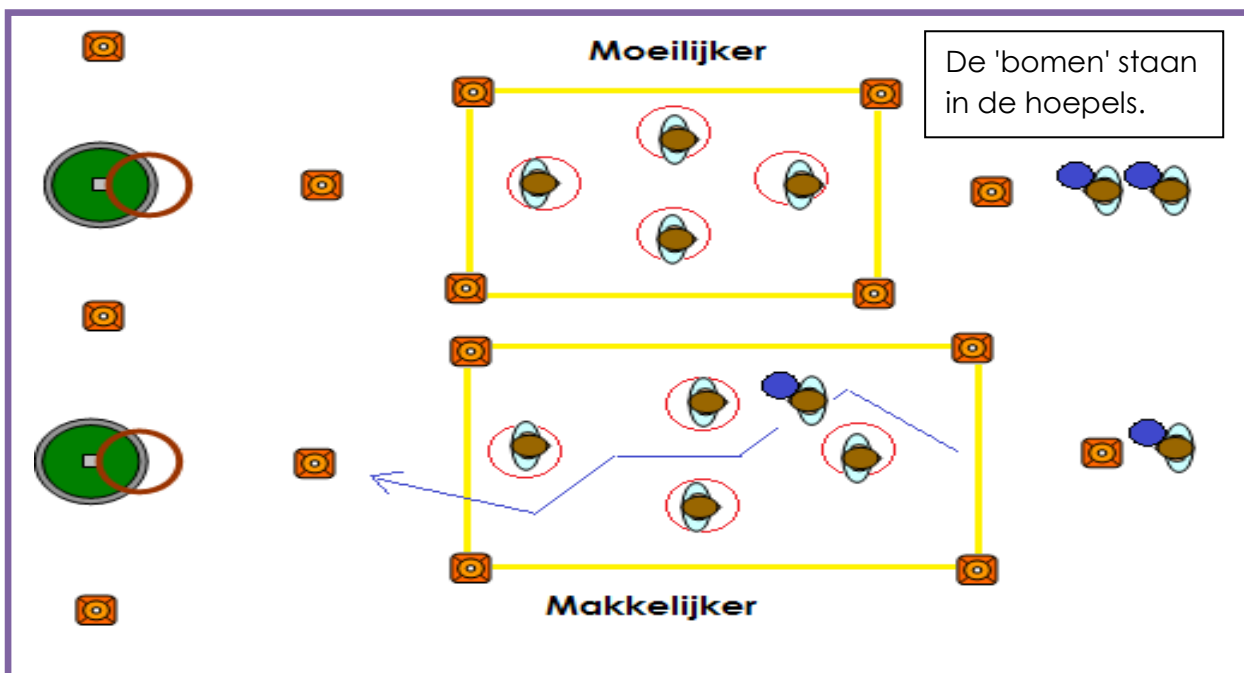 Moeilijker
De 'bomen' staan
in de hoepels.
Makkelijker